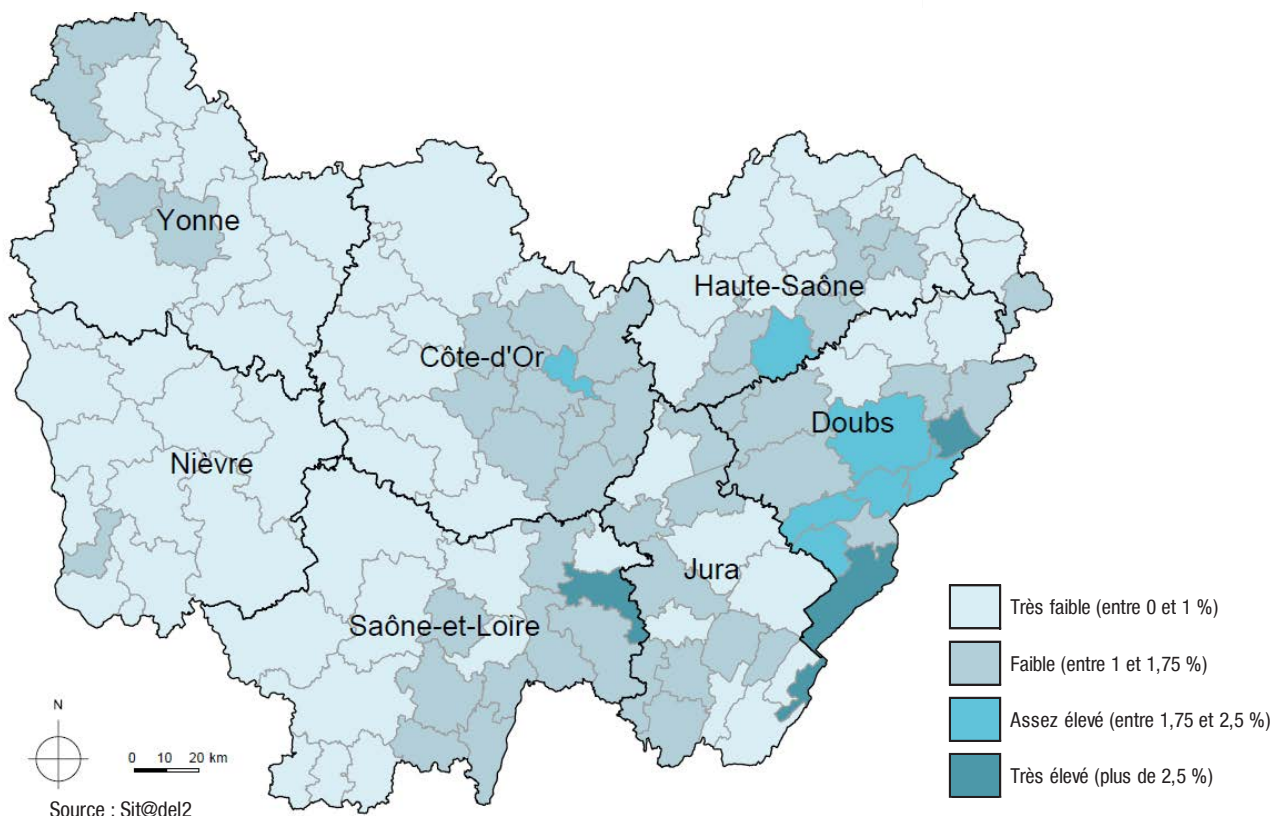 Yonne
Haute-Saône
Côte-d'Or
Doubs
Nièvre
Jura
Saône-et-Loire
Très faible (entre 0 et 1 %)
Faible (entre 1 et 1,75 %)
Assez élevé (entre 1,75 et 2,5 %)
Très élevé (plus de 2,5 %)
N
0 10 20 km
Source : Sit@del2